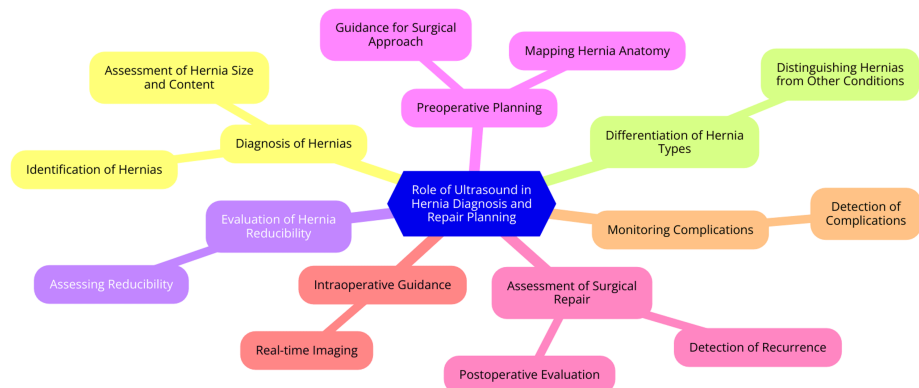 Guidance for Surgical
Approach
Mapping Hernia Anatomy
Assessment of Hernia Size
and Content
Distinguishing Hernias
from Other Conditions
Preoperative Planning
Diagnosis of Hernias
Differentiation of Hernia
Types
Identification of Hernias
Role of Ultrasound in
Hernia Diagnosis and
Repair Planning
Evaluation of Hernia
Reducibility
Monitoring Complications
Detection of
Complications
Assessing Reducibility
Intraoperative Guidance
Assessment of Surgical
Repair
Real-time Imaging
Detection of Recurrence
Postoperative Evaluation